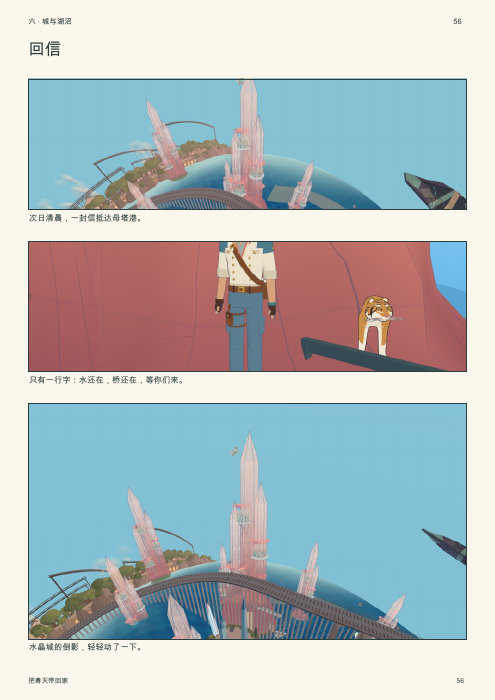 六 · 城与湖沼
56
回信
次日清晨，一封信抵达母塔港。
只有一行字：水还在，桥还在，等你们来。
水晶城的倒影，轻轻动了一下。
把春天带回家
56